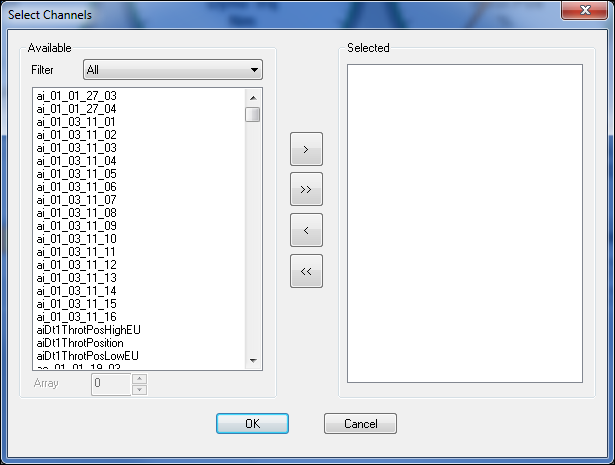 Select Channels
Available
Filter
All
ai_01_01_27_03
ai_01_01_27_04
ai_01_03_11_01
ai_01_03_11_02
ai_01_03_11_03
ai_01_03_11_04
ai_01_03_11_05
ai_01_03_11_06
ai_01_03_11_07
ai_01_03_11_08
ai_01_03_11_09
ai_01_03_11_10
ai_01_03_11_11
ai_01_03_11_12
ai_01_03_11_13
ai_01_03_11_14
ai_01_03_11_15
ai_01_03_11_16
aiDt1ThrotPosHighEU
aiDt1ThrotPosition
aiDt1ThrotPosLowEU
Array
0
>
>>
<
<<
Selected
OK
Cancel